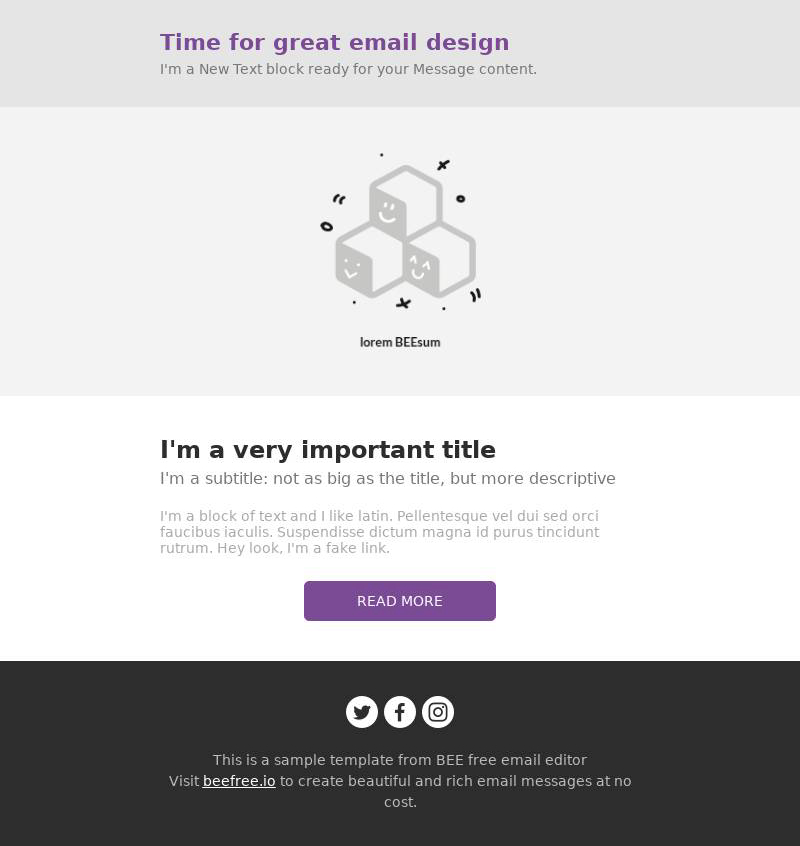 Time for great email design
I'm a New Text block ready for your Message content.
lorem BEEsum
I'm a very important title
I'm a subtitle: not as big as the title, but more descriptive
I'm a block of text and I like latin. Pellentesque vel dui sed orci
faucibus iaculis. Suspendisse dictum magna id purus tincidunt
rutrum. Hey look, I'm a fake link.
READ MORE
This is a sample template from BEE free email editor
Visit beefree.io to create beautiful and rich email messages at no
cost.